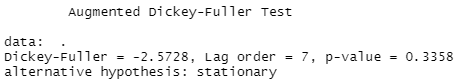 Augmented Dickey-Fuller Test
data:  .
Dickey-Fuller = -2.5728, Lag order = 7, p-value = 0.3358
alternative hypothesis: stationary